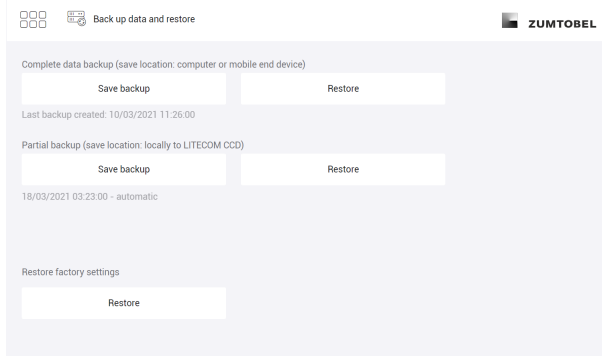 Back up data and restore
ZUMTOBEL
Complete data backup (save location: computer or mobile end device)
Save backup
Restore
Last backup created: 10/03/2021 11:26:00
Partial backup (save location: locally to LITECOM CCD)
Save backup
Restore
18/03/2021 03:23:00 - automatic
Restore factory settings
Restore